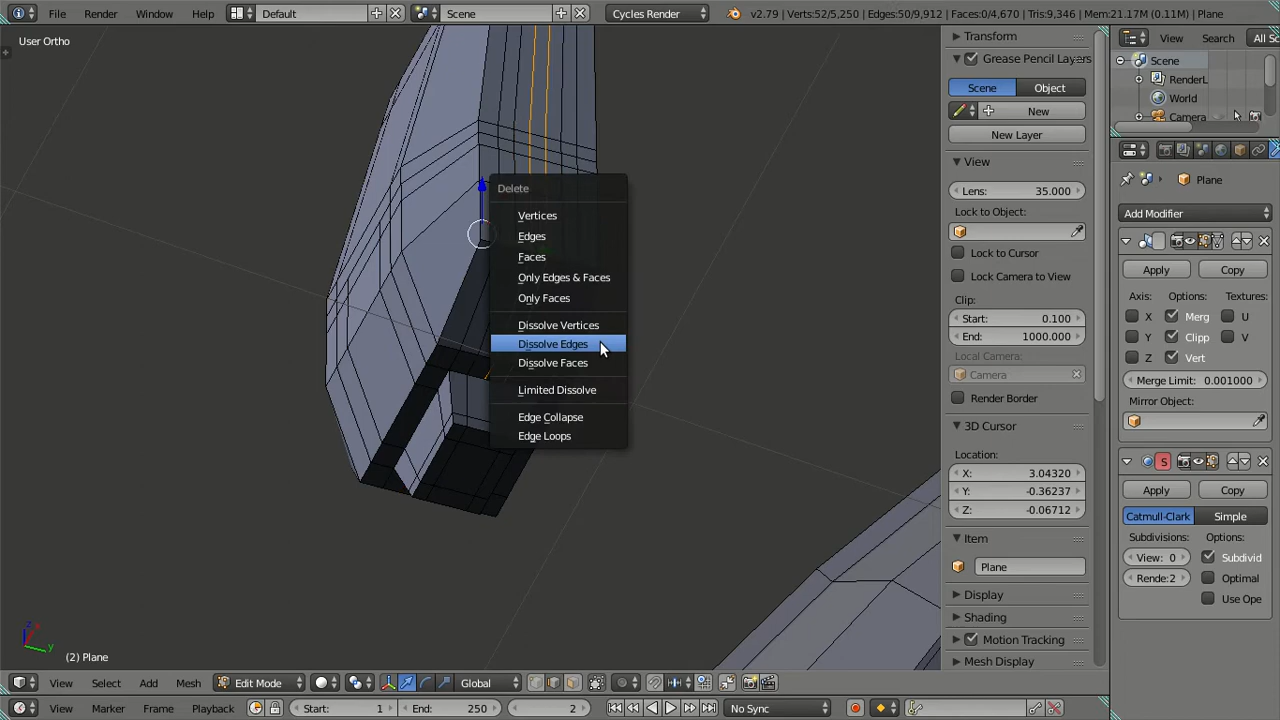 File Render Window Help Default Scene Cycles Render v2.79 | Verts:52/5,250 | Edges:50/9,912 | Faces:0/4,670 | Tris:9,346 | Mem:21.17M (0.11M) | Plane
User Ortho
Delete
Vertices
Edges
Faces
Only Edges & Faces
Only Faces
Dissolve Vertices
Dissolve Edges
Dissolve Faces
Limited Dissolve
Edge Collapse
Edge Loops
Transform
Grease Pencil Layers
Scene Object
New
New Layer
View
Lens: 35.000
Lock to Object:
Lock to Cursor
Lock Camera to View
Clip:
Start: 0.100
End: 1000.000
Local Camera:
Camera
Render Border
3D Cursor
Location:
X: 3.04320
Y: -0.36237
Z: -0.06712
Item
Plane
Display
Shading
Motion Tracking
Mesh Display
View Search All Sc
Scene
RenderL
World
Camera
Plane
Add Modifier
Apply Copy
Axis: Options: Textures:
X Merg U
Y Clipp V
Z Vert
Merge Limit: 0.001000
Mirror Object:
S
Apply Copy
Catmull-Clark Simple
Subdivisions: Options:
View: 0 Subdivid
Rende:2 Optimal
Use Ope
z
y
(2) Plane
View Select Add Mesh Edit Mode Global
View Marker Frame Playback Start: 1 End: 250 2 No Sync